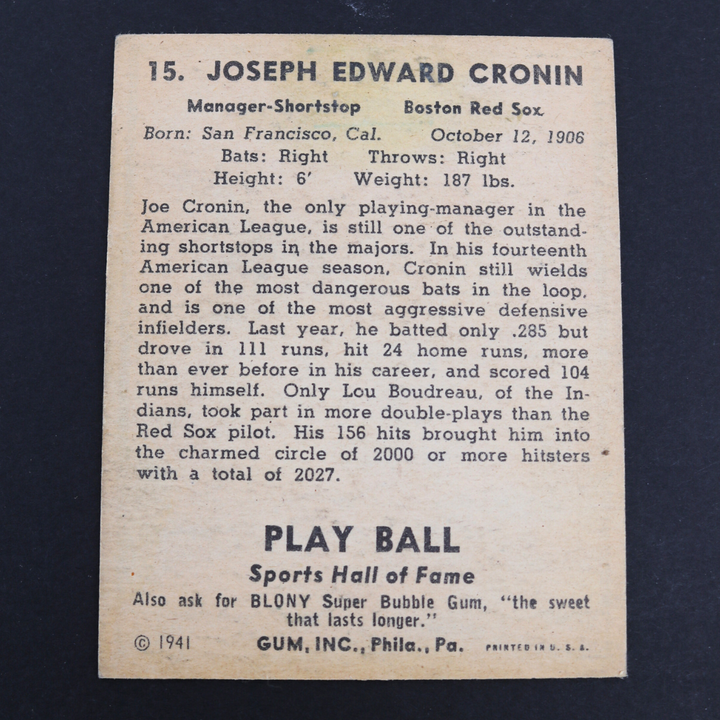 15. JOSEPH EDWARD CRONIN
Manager-Shortstop Boston Red Sox
Born: San Francisco, Cal. October 12, 1906
Bats: Right Throws: Right
Height: 6' Weight: 187 lbs.
Joe Cronin, the only playing-manager in the
American League, is still one of the outstand-
ing shortstops in the majors. In his fourteenth
American League season, Cronin still wields
one of the most dangerous bats in the loop,
and is one of the most aggressive defensive
infielders. Last year, he batted only .285 but
drove in 111 runs, hit 24 home runs, more
than ever before in his career, and scored 104
runs himself. Only Lou Boudreau, of the In-
dians, took part in more double-plays than the
Red Sox pilot. His 156 hits brought him into
the charmed circle of 2000 or more hitsters
with a total of 2027.
PLAY BALL
Sports Hall of Fame
Also ask for BLONY Super Bubble Gum, "the sweet
that lasts longer."
© 1941 GUM, INC., Phila., Pa. PRINTED IN U. S. A.